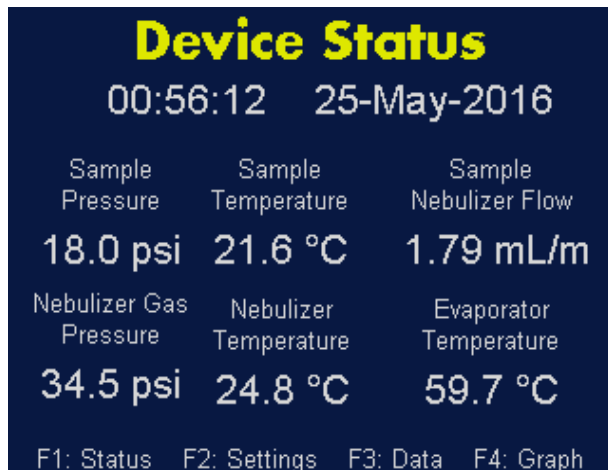 Device Status
00:56:12 25-May-2016
Sample Sample Sample
Pressure Temperature Nebulizer Flow
18.0 psi 21.6 °C 1.79 mL/m
Nebulizer Gas Nebulizer Evaporator
Pressure Temperature Temperature
34.5 psi 24.8 °C 59.7 °C
F1: Status F2: Settings F3: Data F4: Graph